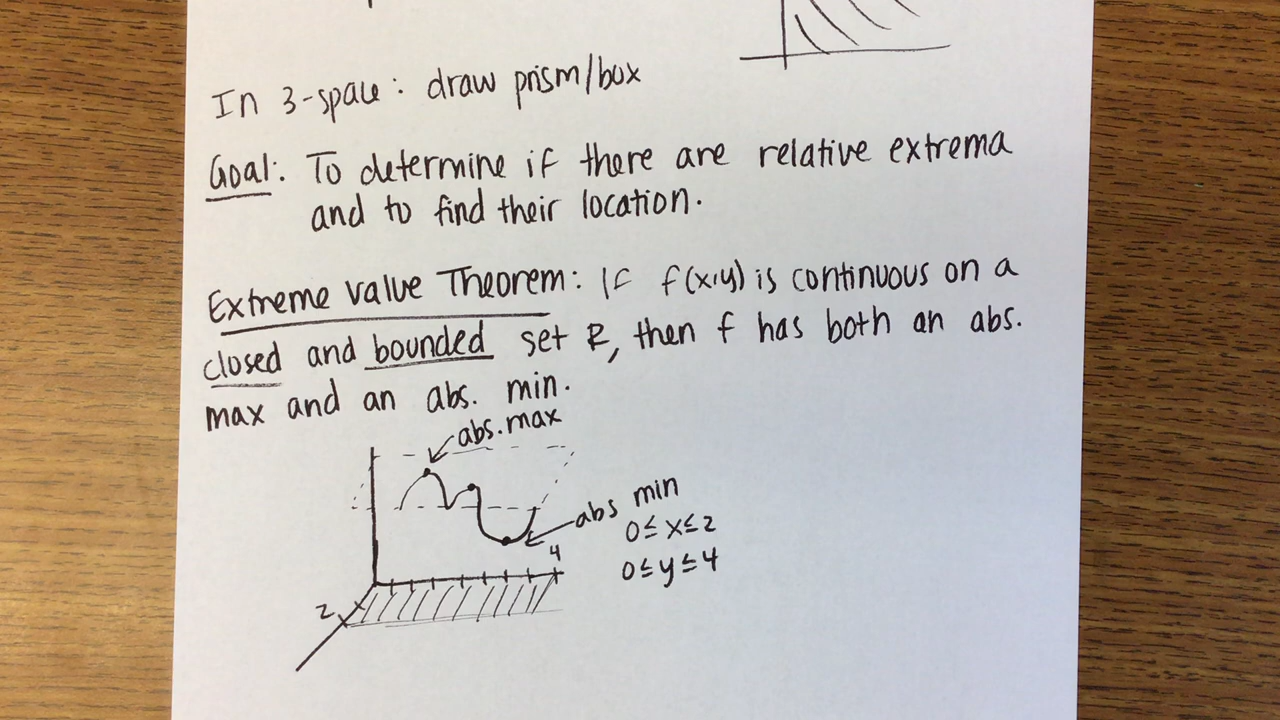 In 3-space: draw prism/box
Goal: To determine if there are relative extrema
and to find their location.
Extreme Value Theorem: If f(x,y) is continuous on a
closed and bounded set R, then f has both an abs.
max and an abs. min.
abs. max
abs min
0≤x≤2
4
0≤y≤4
2